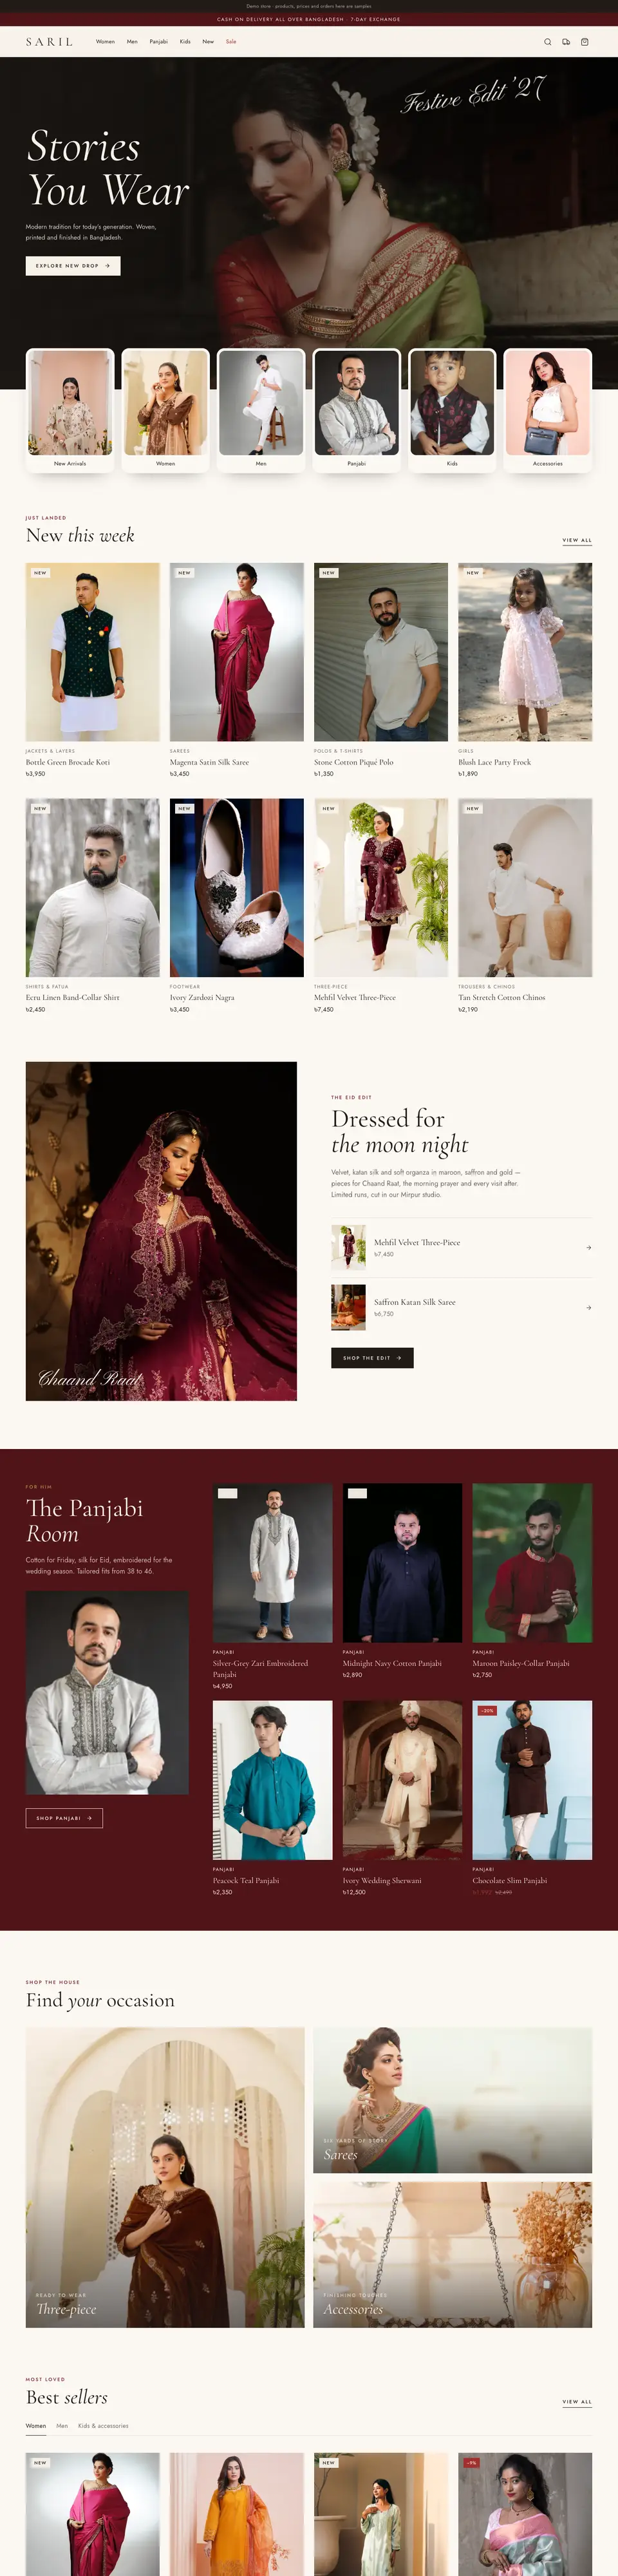 Demo store · products, prices and orders here are samples
CASH ON DELIVERY ALL OVER BANGLADESH · 7-DAY EXCHANGE
SARIL
Women Men Panjabi Kids New Sale
Festive Edit '27
Stories
You Wear
Modern tradition for today's generation. Woven,
printed and finished in Bangladesh.
EXPLORE NEW DROP →
New Arrivals
Women
Men
Panjabi
Kids
Accessories
JUST LANDED
New this week
VIEW ALL
NEW
JACKETS & LAYERS
Bottle Green Brocade Koti
৳3,950
NEW
SAREES
Magenta Satin Silk Saree
৳3,450
NEW
POLOS & T-SHIRTS
Stone Cotton Piqué Polo
৳1,350
NEW
GIRLS
Blush Lace Party Frock
৳1,890
NEW
SHIRTS & FATUA
Ecru Linen Band-Collar Shirt
৳2,450
NEW
FOOTWEAR
Ivory Zardozi Nagra
৳3,450
NEW
THREE-PIECE
Mehfil Velvet Three-Piece
৳7,450
NEW
TROUSERS & CHINOS
Tan Stretch Cotton Chinos
৳2,190
Chaand Raat
THE EID EDIT
Dressed for
the moon night
Velvet, katan silk and soft organza in maroon, saffron and gold —
pieces for Chaand Raat, the morning prayer and every visit after.
Limited runs, cut in our Mirpur studio.
Mehfil Velvet Three-Piece
৳7,450
→
Saffron Katan Silk Saree
৳6,750
→
SHOP THE EDIT →
FOR HIM
The Panjabi
Room
Cotton for Friday, silk for Eid, embroidered for the
wedding season. Tailored fits from 38 to 46.
SHOP PANJABI →
PANJABI
Silver-Grey Zari Embroidered
Panjabi
৳4,950
PANJABI
Midnight Navy Cotton Panjabi
৳2,890
PANJABI
Maroon Paisley-Collar Panjabi
৳2,750
PANJABI
Peacock Teal Panjabi
৳2,350
PANJABI
Ivory Wedding Sherwani
৳12,500
−20%
PANJABI
Chocolate Slim Panjabi
৳1,992 ৳2,490
SHOP THE HOUSE
Find your occasion
READY TO WEAR
Three-piece
SIX YARDS OF STORY
Sarees
FINISHING TOUCHES
Accessories
MOST LOVED
Best sellers
VIEW ALL
Women Men Kids & accessories
NEW
NEW
−9%